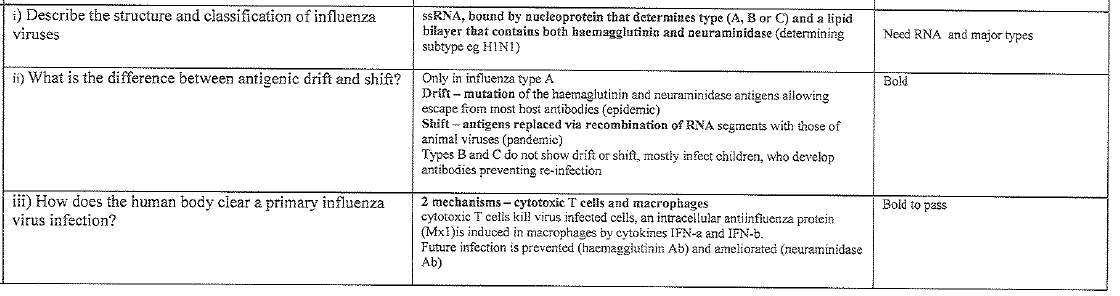 i) Describe the structure and classification of influenza
viruses
ssRNA, bound by nucleoprotein that determines type (A, B or C) and a lipid
bilayer that contains both haemagglutinin and neuraminidase (determining
subtype eg H1N1)
Need RNA and major types
ii) What is the difference between antigenic drift and shift?
Only in influenza type A
Drift – mutation of the haemaglutinin and neuraminidase antigens allowing
escape from most host antibodies (epidemic)
Shift – antigens replaced via recombination of RNA segments with those of
animal viruses (pandemic)
Types B and C do not show drift or shift, mostly infect children, who develop
antibodies preventing re-infection
Bold
iii) How does the human body clear a primary influenza
virus infection?
2 mechanisms – cytotoxic T cells and macrophages
cytotoxic T cells kill virus infected cells, an intracellular antiinfluenza protein
(Mx1)is induced in macrophages by cytokines IFN-a and IFN-b.
Future infection is prevented (haemagglutinin Ab) and ameliorated (neuraminidase
Ab)
Bold to pass